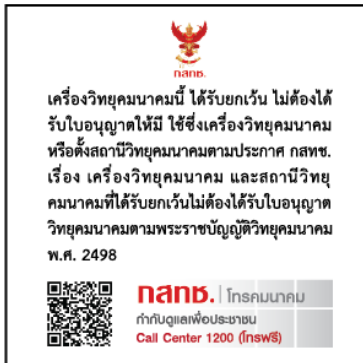 กสทช.
เครื่องวิทยุคมนาคมนี้ ได้รับยกเว้น ไม่ต้องได้
รับใบอนุญาตให้มี ใช้ซึ่งเครื่องวิทยุคมนาคม
หรือตั้งสถานีวิทยุคมนาคมตามประกาศ กสทช.
เรื่อง เครื่องวิทยุคมนาคม และสถานีวิทยุ
คมนาคมที่ได้รับยกเว้นไม่ต้องได้รับใบอนุญาต
วิทยุคมนาคมตามพระราชบัญญัติวิทยุคมนาคม
พ.ศ. 2498
กสทช. โทรคมนาคม
กำกับดูแลเพื่อประชาชน
Call Center 1200 (โทรฟรี)